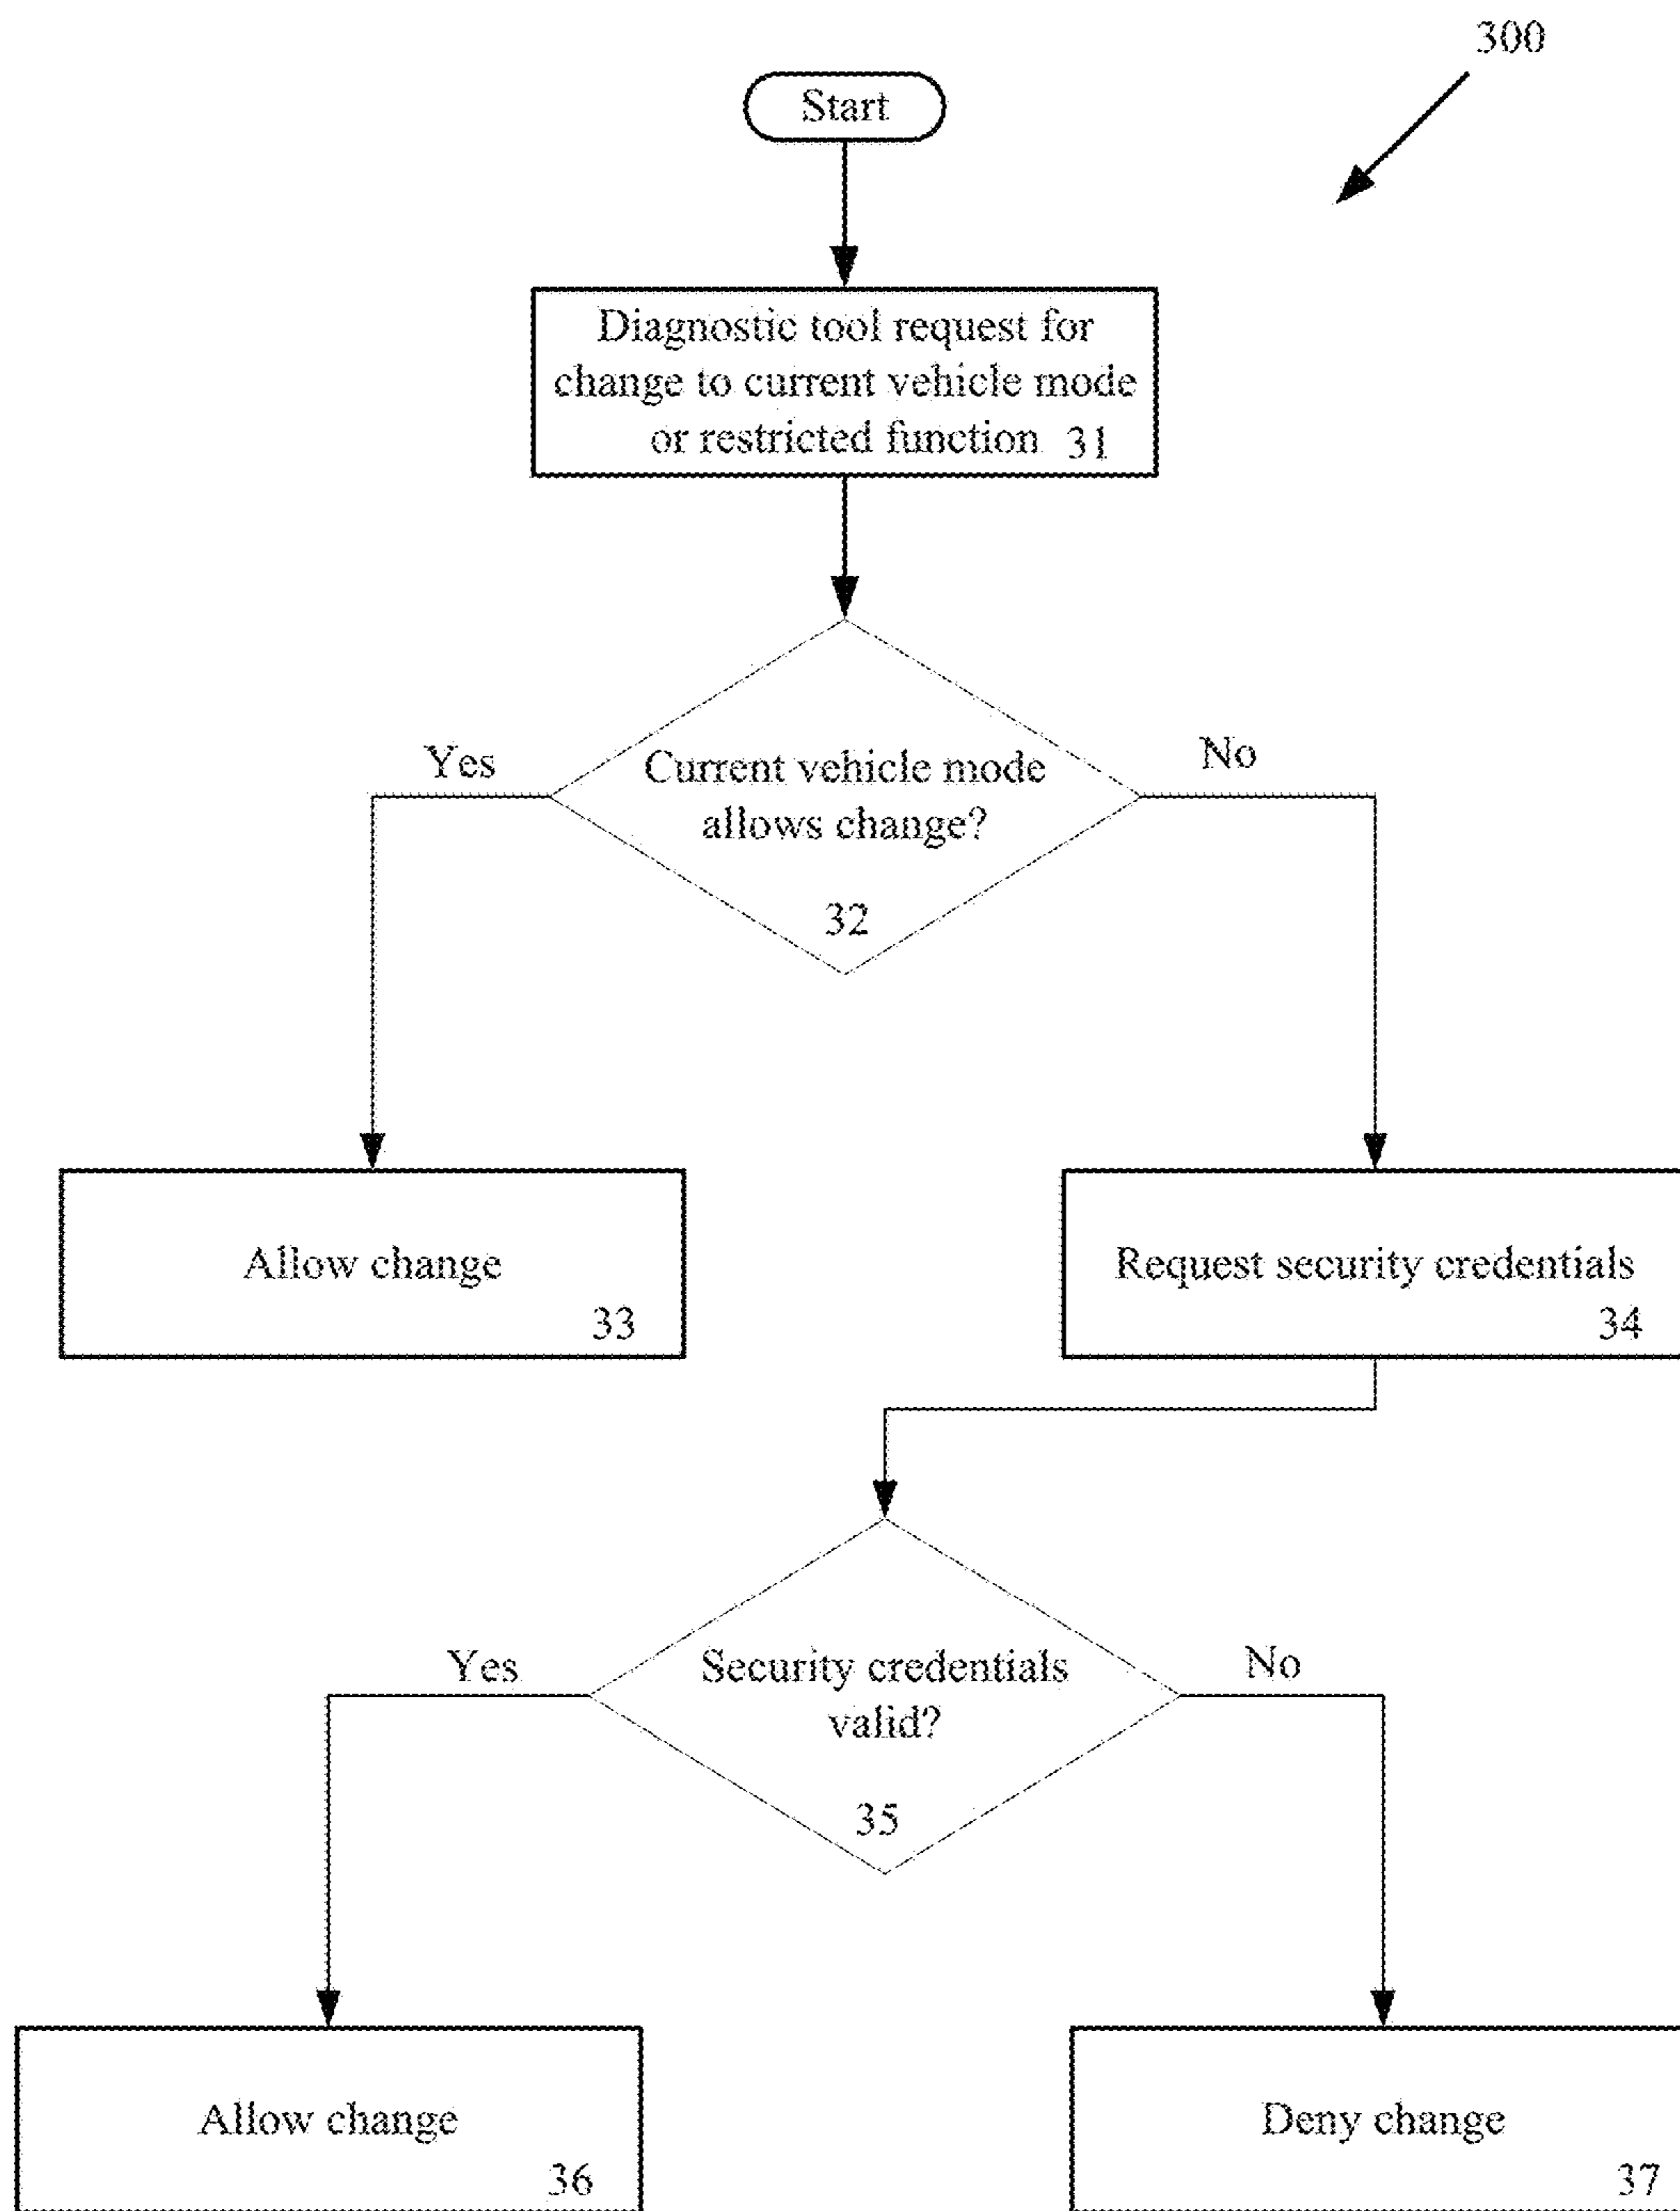 300
Start
Diagnostic tool request for
change to current vehicle mode
or restricted function 31
Yes
No
Current vehicle mode
allows change?
32
Allow change
33
Request security credentials
34
Yes
No
Security credentials
valid?
35
Allow change
36
Deny change
37